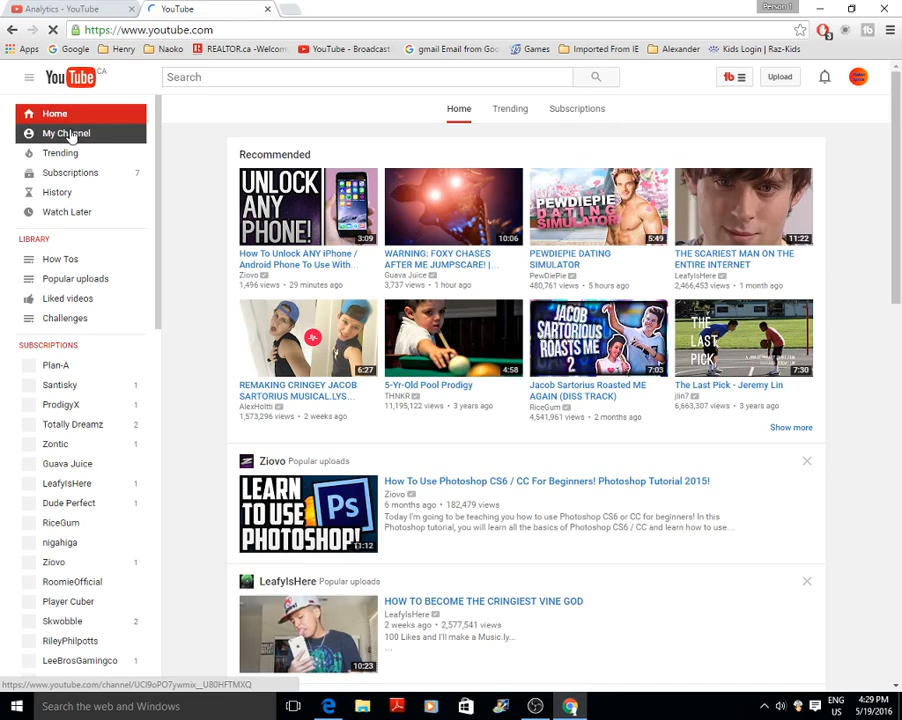 Analytics - YouTube
YouTube
Person 1
https://www.youtube.com
3
Apps
Google
Henry
Naoko
REALTOR.ca -Welcom
YouTube - Broadcast
gmail Email from Goo
Games
Imported From IE
Alexander
Kids Login | Raz-Kids
YouTube CA
Search
tb
Upload
Home
My Channel
Trending
Subscriptions 7
History
Watch Later
LIBRARY
How Tos
Popular uploads
Liked videos
Challenges
SUBSCRIPTIONS
Plan-A
Santisky 1
ProdigyX 1
Totally Dreamz 2
Zontic 1
Guava Juice
LeafyIsHere 1
Dude Perfect 1
RiceGum
nigahiga
Ziovo 1
RoomieOfficial
Player Cuber
Skwobble 2
RileyPhilpotts
LeeBrosGamingco 1
Home
Trending
Subscriptions
Recommended
UNLOCK ANY PHONE!
3:09
10:06
PEWDIEPIE DATING SIMULATOR
5:49
11:22
How To Unlock ANY iPhone /
Android Phone To Use With...
Ziovo
1,496 views • 29 minutes ago
WARNING: FOXY CHASES
AFTER ME JUMPSCARE! |...
Guava Juice
3,737 views • 1 hour ago
PEWDIEPIE DATING
SIMULATOR
PewDiePie
480,761 views • 5 hours ago
THE SCARIEST MAN ON THE
ENTIRE INTERNET
LeafyIsHere
2,466,453 views • 1 month ago
6:27
4:58
JACOB SARTORIOUS ROASTS ME 2
7:03
THE LAST PICK
7:30
REMAKING CRINGEY JACOB
SARTORIUS MUSICAL.LYS...
AlexHoltti
1,573,296 views • 2 weeks ago
5-Yr-Old Pool Prodigy
THNKR
11,195,122 views • 3 years ago
Jacob Sartorius Roasted ME
AGAIN (DISS TRACK)
RiceGum
4,541,961 views • 2 months ago
The Last Pick - Jeremy Lin
jlin7
6,663,307 views • 3 years ago
Show more
Ziovo Popular uploads
LEARN TO USE PHOTOSHOP!
Ps
11:12
How To Use Photoshop CS6 / CC For Beginners! Photoshop Tutorial 2015!
Ziovo
6 months ago • 182,479 views
Today I'm going to be teaching you how to use Photoshop CS6 or CC for beginners! In this
Photoshop tutorial, you will learn all the basics of Photoshop CS6 / CC and learn how to use...
LeafyIsHere Popular uploads
10:23
HOW TO BECOME THE CRINGIEST VINE GOD
LeafyIsHere
2 weeks ago • 2,577,541 views
100 Likes and I'll make a Music.ly...
...
Search the web and Windows
ENG
US
4:29 PM
5/19/2016